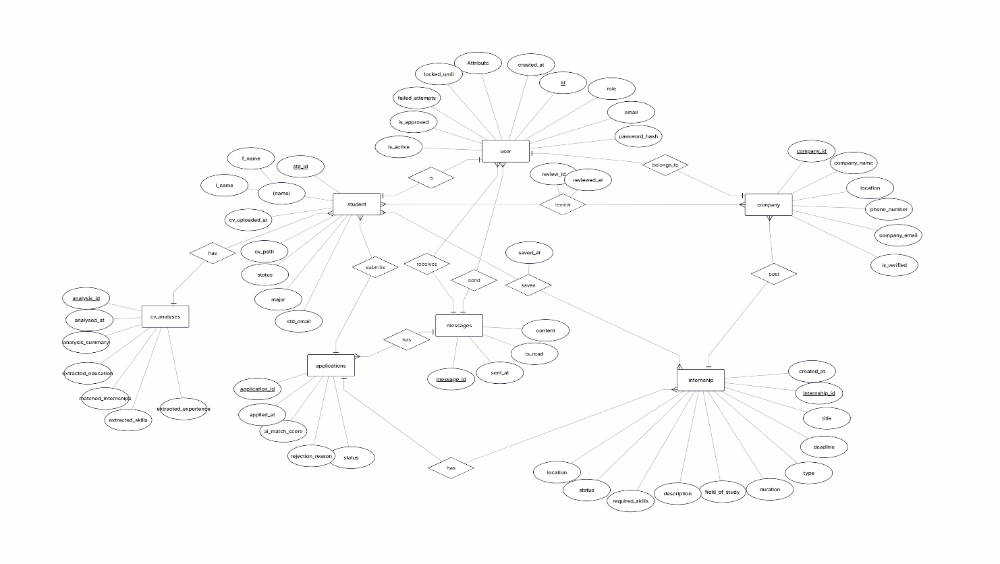 Attribute
created_at
locked_until
id
role
failed_attempts
email
is_approved
password_hash
is_active
user
company_id
f_name
std_id
company_name
belongs_to
review_id
reviewed_at
is
l_name
(name)
location
student
review
company
phone_number
cv_uploaded_at
company_email
cv_path
saved_at
has
receives
is_verified
submits
status
post
send
saves
analysis_id
major
cv_analyses
analysed_at
std_email
messages
content
analysis_summary
has
is_read
applications
extracted_education
sent_at
created_at
message_id
internship
application_id
internship_id
matched_internships
extracted_experience
applied_at
title
extracted_skills
ai_match_score
deadline
rejection_reason
status
has
location
type
status
description
field_of_study
duration
required_skills